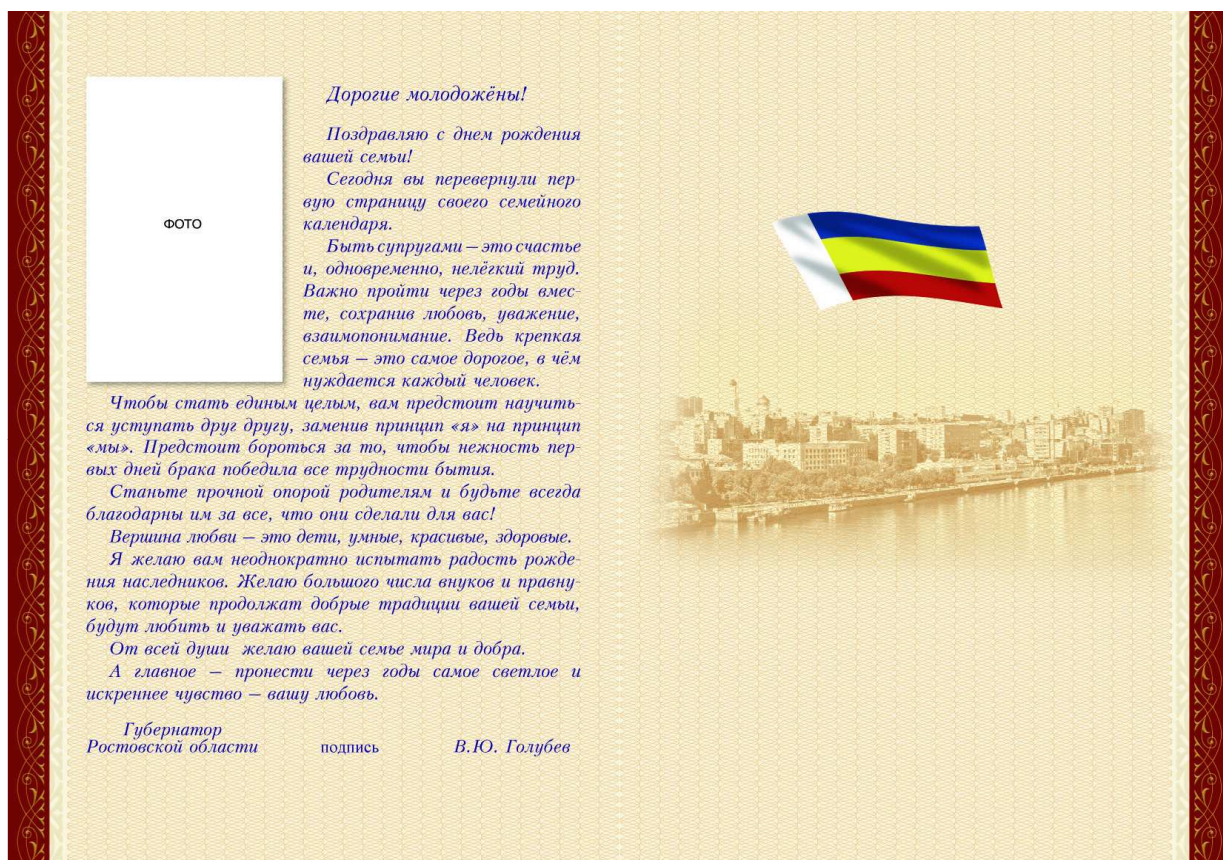 ФОТО
Дорогие молодожёны!
Поздравляю с днем рождения
вашей семьи!
Сегодня вы перевернули пер-
вую страницу своего семейного
календаря.
Быть супругами – это счастье
и, одновременно, нелёгкий труд.
Важно пройти через годы вмес-
те, сохранив любовь, уважение,
взаимопонимание. Ведь крепкая
семья – это самое дорогое, в чём
нуждается каждый человек.
Чтобы стать единым целым, вам предстоит научить-
ся уступать друг другу, заменив принцип «я» на принцип
«мы». Предстоит бороться за то, чтобы нежность пер-
вых дней брака победила все трудности бытия.
Станьте прочной опорой родителям и будьте всегда
благодарны им за все, что они сделали для вас!
Вершина любви – это дети, умные, красивые, здоровые.
Я желаю вам неоднократно испытать радость рожде-
ния наследников. Желаю большого числа внуков и правну-
ков, которые продолжат добрые традиции вашей семьи,
будут любить и уважать вас.
От всей души желаю вашей семье мира и добра.
А главное – пронести через годы самое светлое и
искреннее чувство – вашу любовь.
Губернатор
Ростовской области подпись В.Ю. Голубев